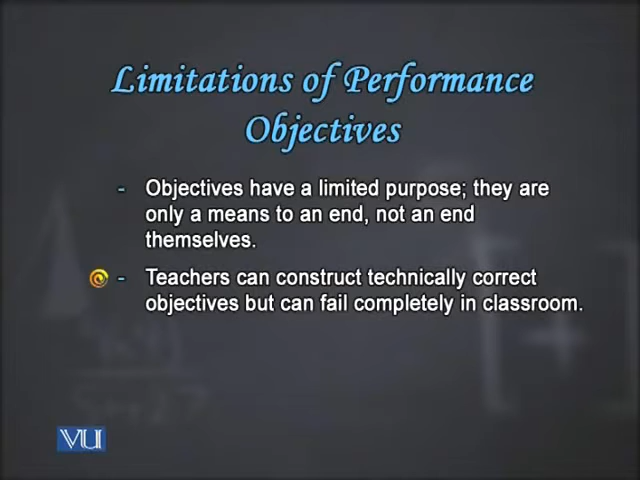 Limitations of Performance
Objectives
- Objectives have a limited purpose; they are
only a means to an end, not an end
themselves.
- Teachers can construct technically correct
objectives but can fail completely in classroom.
VU